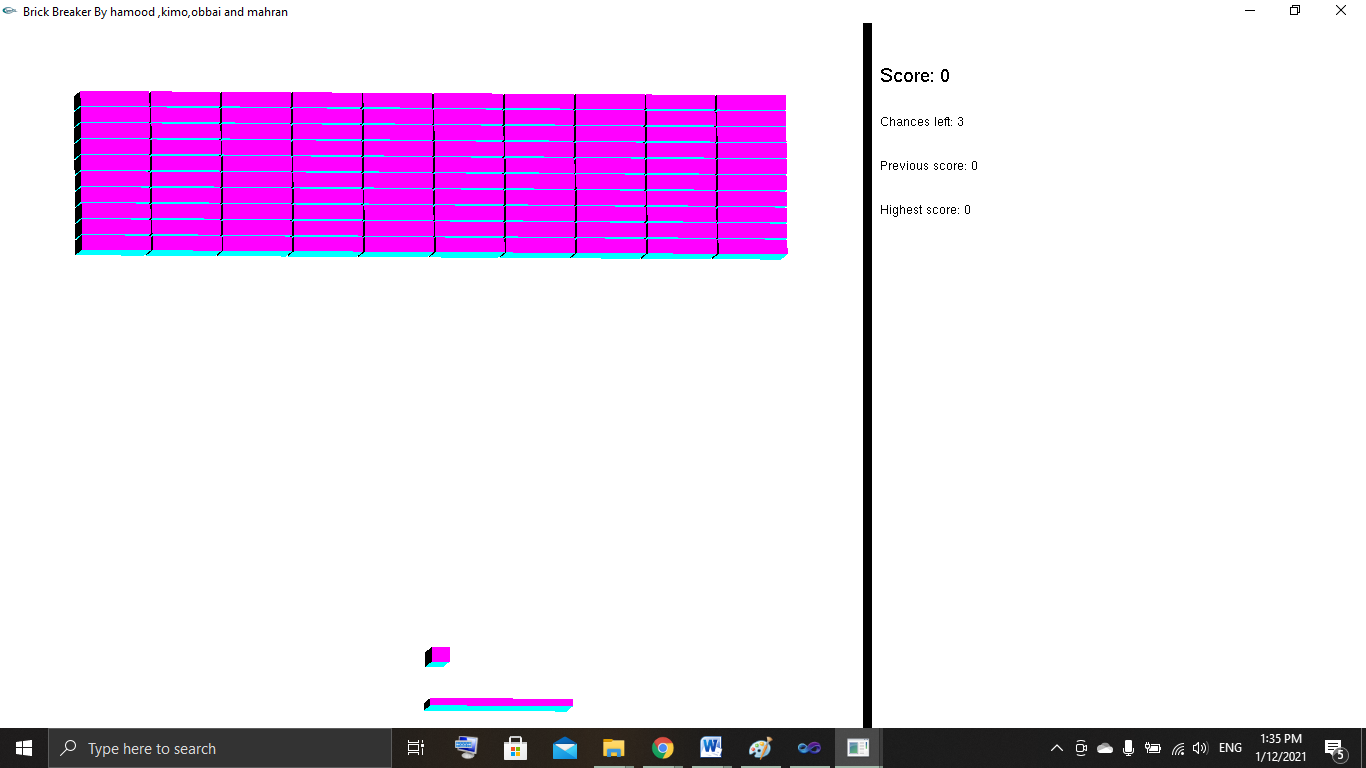 Brick Breaker By hamood ,kimo,obbai and mahran
Score: 0
Chances left: 3
Previous score: 0
Highest score: 0
Type here to search
ENG
1:35 PM
1/12/2021
5